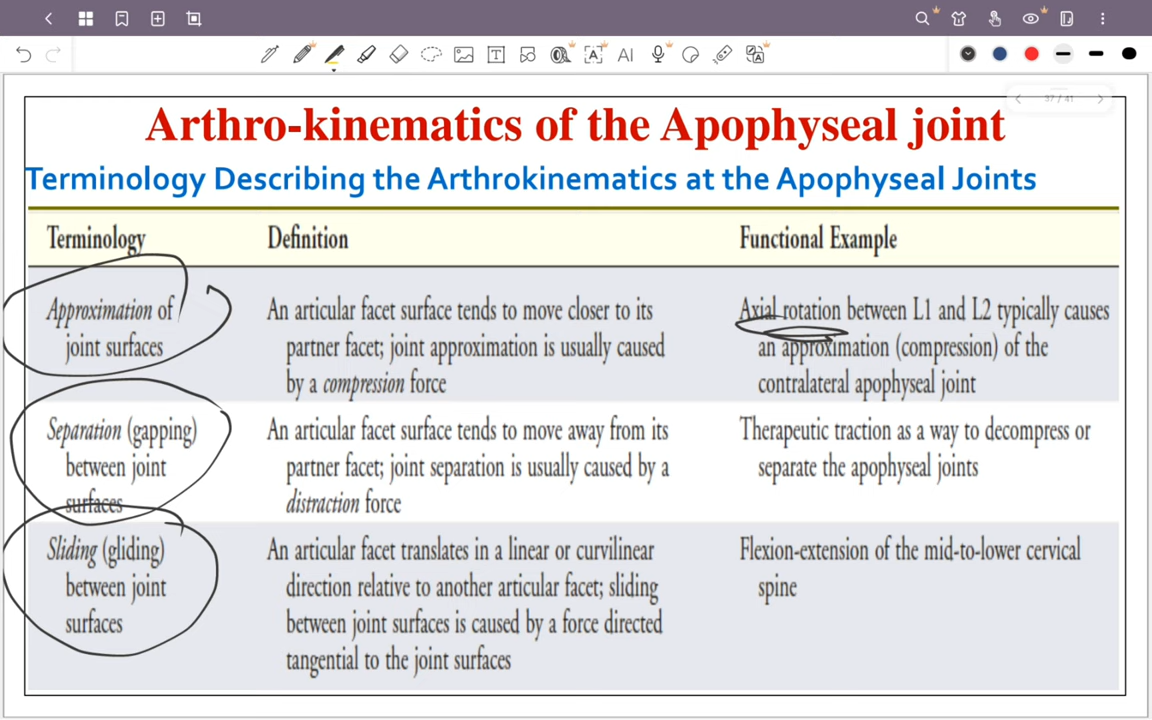 AI
37 / 41
Arthro-kinematics of the Apophyseal joint
Terminology Describing the Arthrokinematics at the Apophyseal Joints
Terminology Definition Functional Example
Approximation of joint surfaces
An articular facet surface tends to move closer to its
partner facet; joint approximation is usually caused
by a compression force
Axial rotation between L1 and L2 typically causes
an approximation (compression) of the
contralateral apophyseal joint
Separation (gapping)
between joint
surfaces
An articular facet surface tends to move away from its
partner facet; joint separation is usually caused by a
distraction force
Therapeutic traction as a way to decompress or
separate the apophyseal joints
Sliding (gliding)
between joint
surfaces
An articular facet translates in a linear or curvilinear
direction relative to another articular facet; sliding
between joint surfaces is caused by a force directed
tangential to the joint surfaces
Flexion-extension of the mid-to-lower cervical
spine